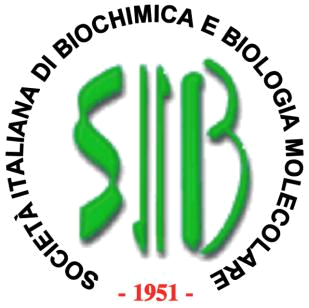 SOCIETÀ ITALIANA DI BIOCHIMICA E BIOLOGIA MOLECOLARE
SIB
- 1951 -